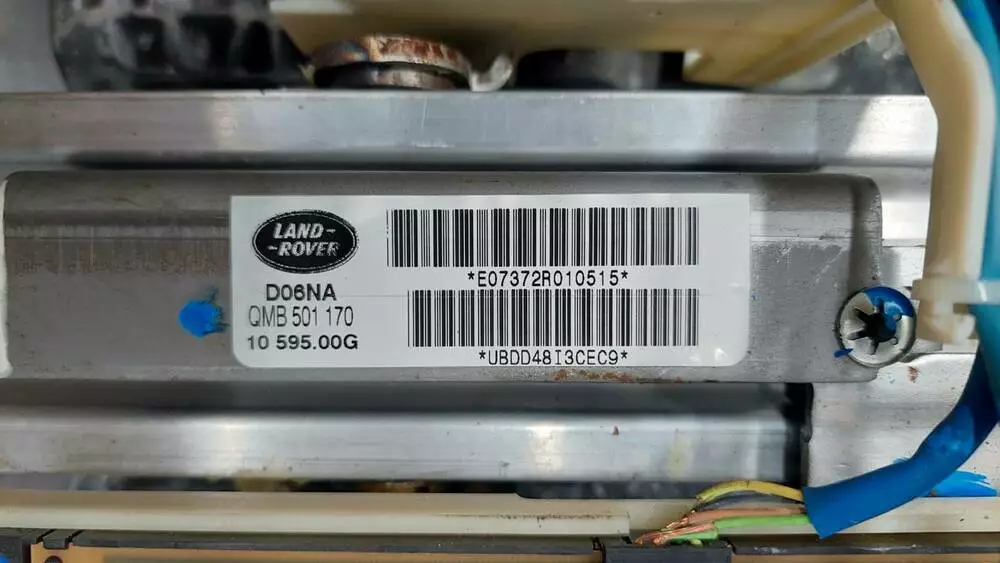 LAND-
-ROVER
D06NA
QMB 501 170
10 595.00G
*E07372R010515*
*UBDD48I3CEC9*